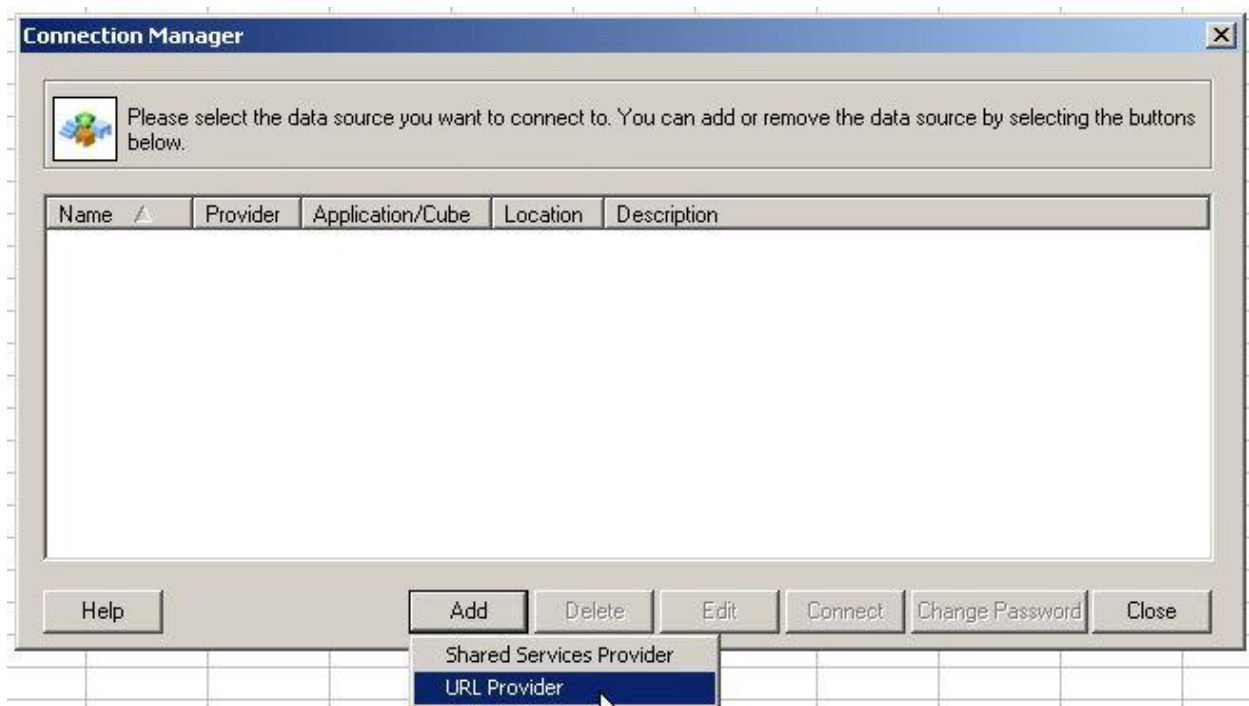 Connection Manager
Please select the data source you want to connect to. You can add or remove the data source by selecting the buttons
below.
Name Provider Application/Cube Location Description
Help Add Delete Edit Connect Change Password Close
Shared Services Provider
URL Provider